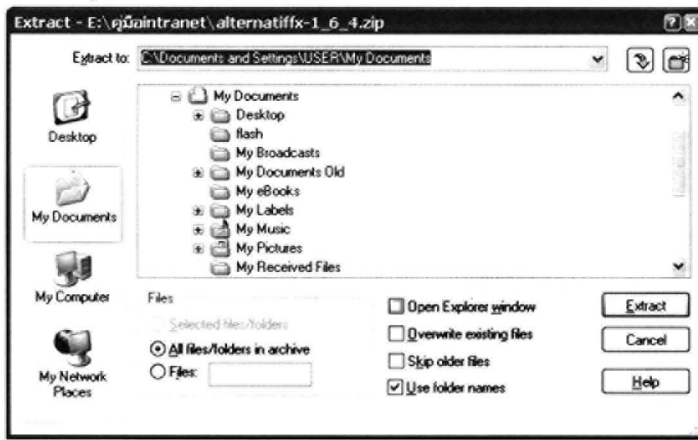 Extract - E:\คู่มือintranet\alternatiffx-1_6_4.zip
Extract to: C:\Documents and Settings\USER\My Documents
Desktop
My Documents
My Computer
My Network
Places
My Documents
Desktop
flash
My Broadcasts
My Documents Old
My eBooks
My Labels
My Music
My Pictures
My Received Files
Files
Selected files/folders
All files/folders in archive
Files:
Open Explorer window
Overwrite existing files
Skip older files
Use folder names
Extract
Cancel
Help